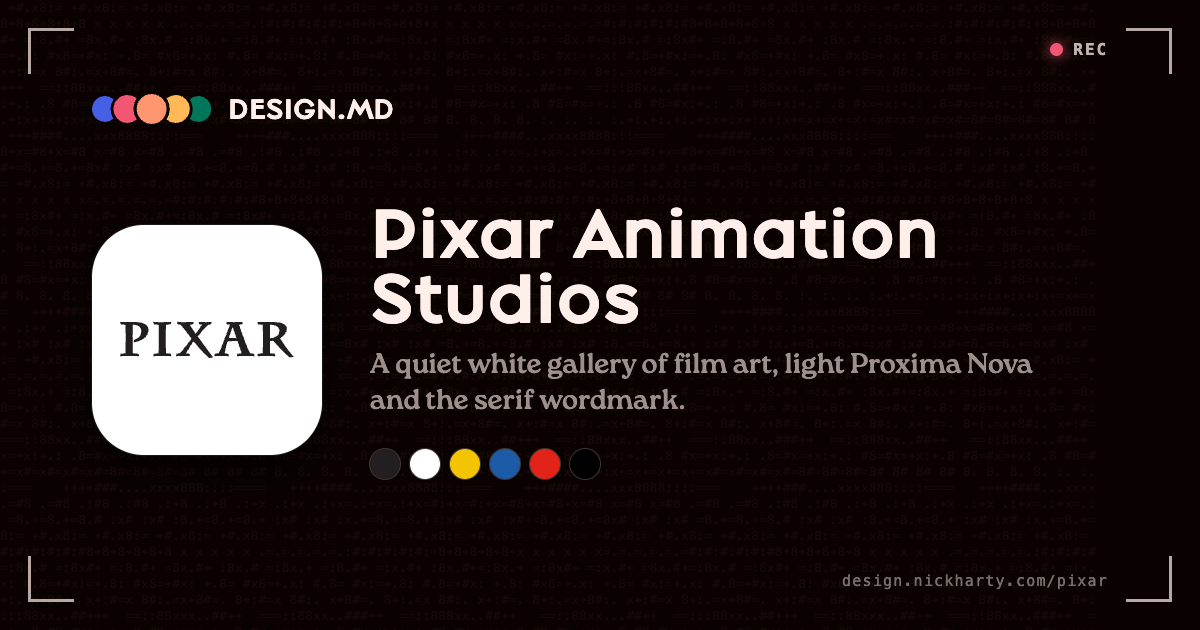 REC
DESIGN.MD
PIXAR
Pixar Animation
Studios
A quiet white gallery of film art, light Proxima Nova
and the serif wordmark.
design.nickharty.com/pixar